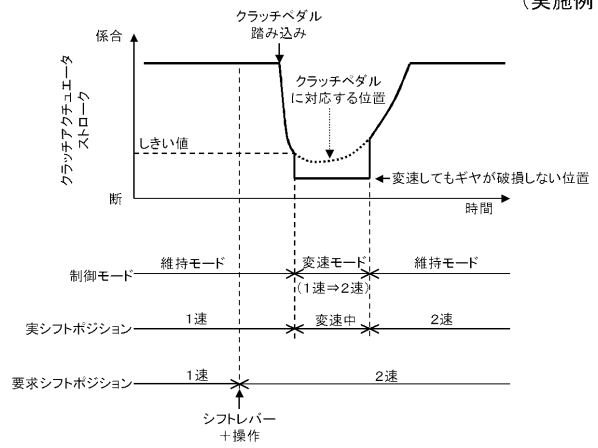 (実施例
クラッチペダル
踏み込み
係合
クラッチアクチュエータ
ストローク
クラッチペダル
に対応する位置
しきい値
変速してもギヤが破損しない位置
断
時間
制御モード
維持モード
変速モード
維持モード
(1速⇒2速)
実シフトポジション
1速
変速中
2速
要求シフトポジション
1速
2速
シフトレバー
+操作